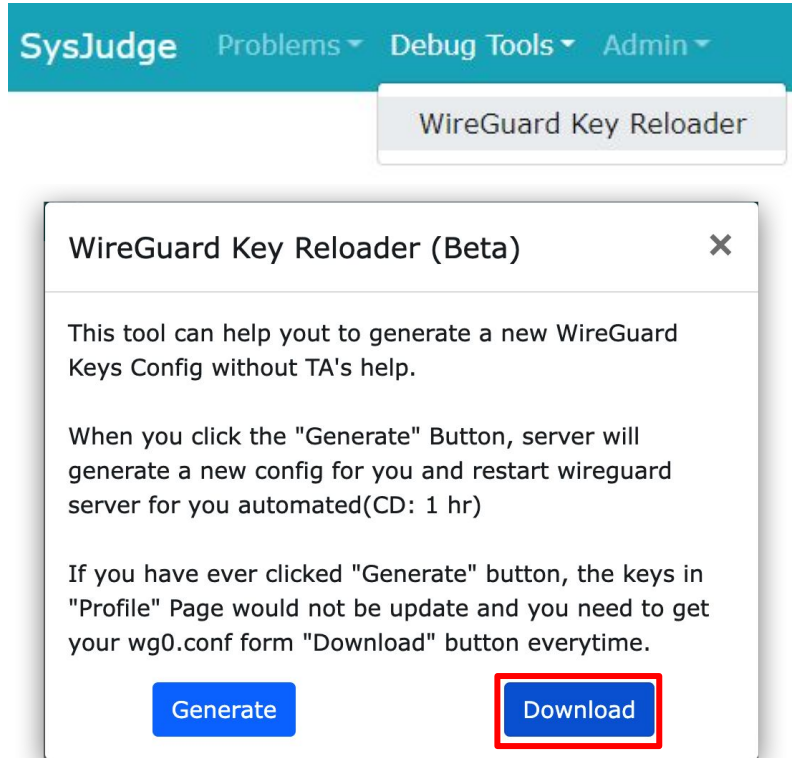 SysJudge Problems Debug Tools Admin
WireGuard Key Reloader
WireGuard Key Reloader (Beta)
This tool can help yout to generate a new WireGuard
Keys Config without TA's help.
When you click the "Generate" Button, server will
generate a new config for you and restart wireguard
server for you automated(CD: 1 hr)
If you have ever clicked "Generate" button, the keys in
"Profile" Page would not be update and you need to get
your wg0.conf form "Download" button everytime.
Generate Download